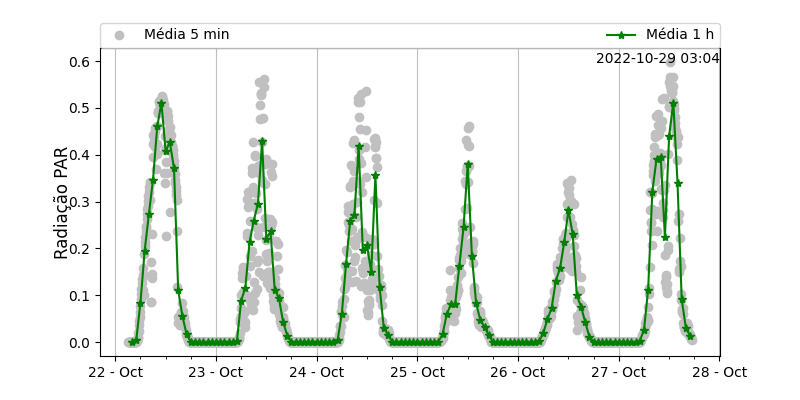 Média 5 min
Média 1 h
2022-10-29 03:04
Radiação PAR
0.6
0.5
0.4
0.3
0.2
0.1
0.0
22 - Oct
23 - Oct
24 - Oct
25 - Oct
26 - Oct
27 - Oct
28 - Oct